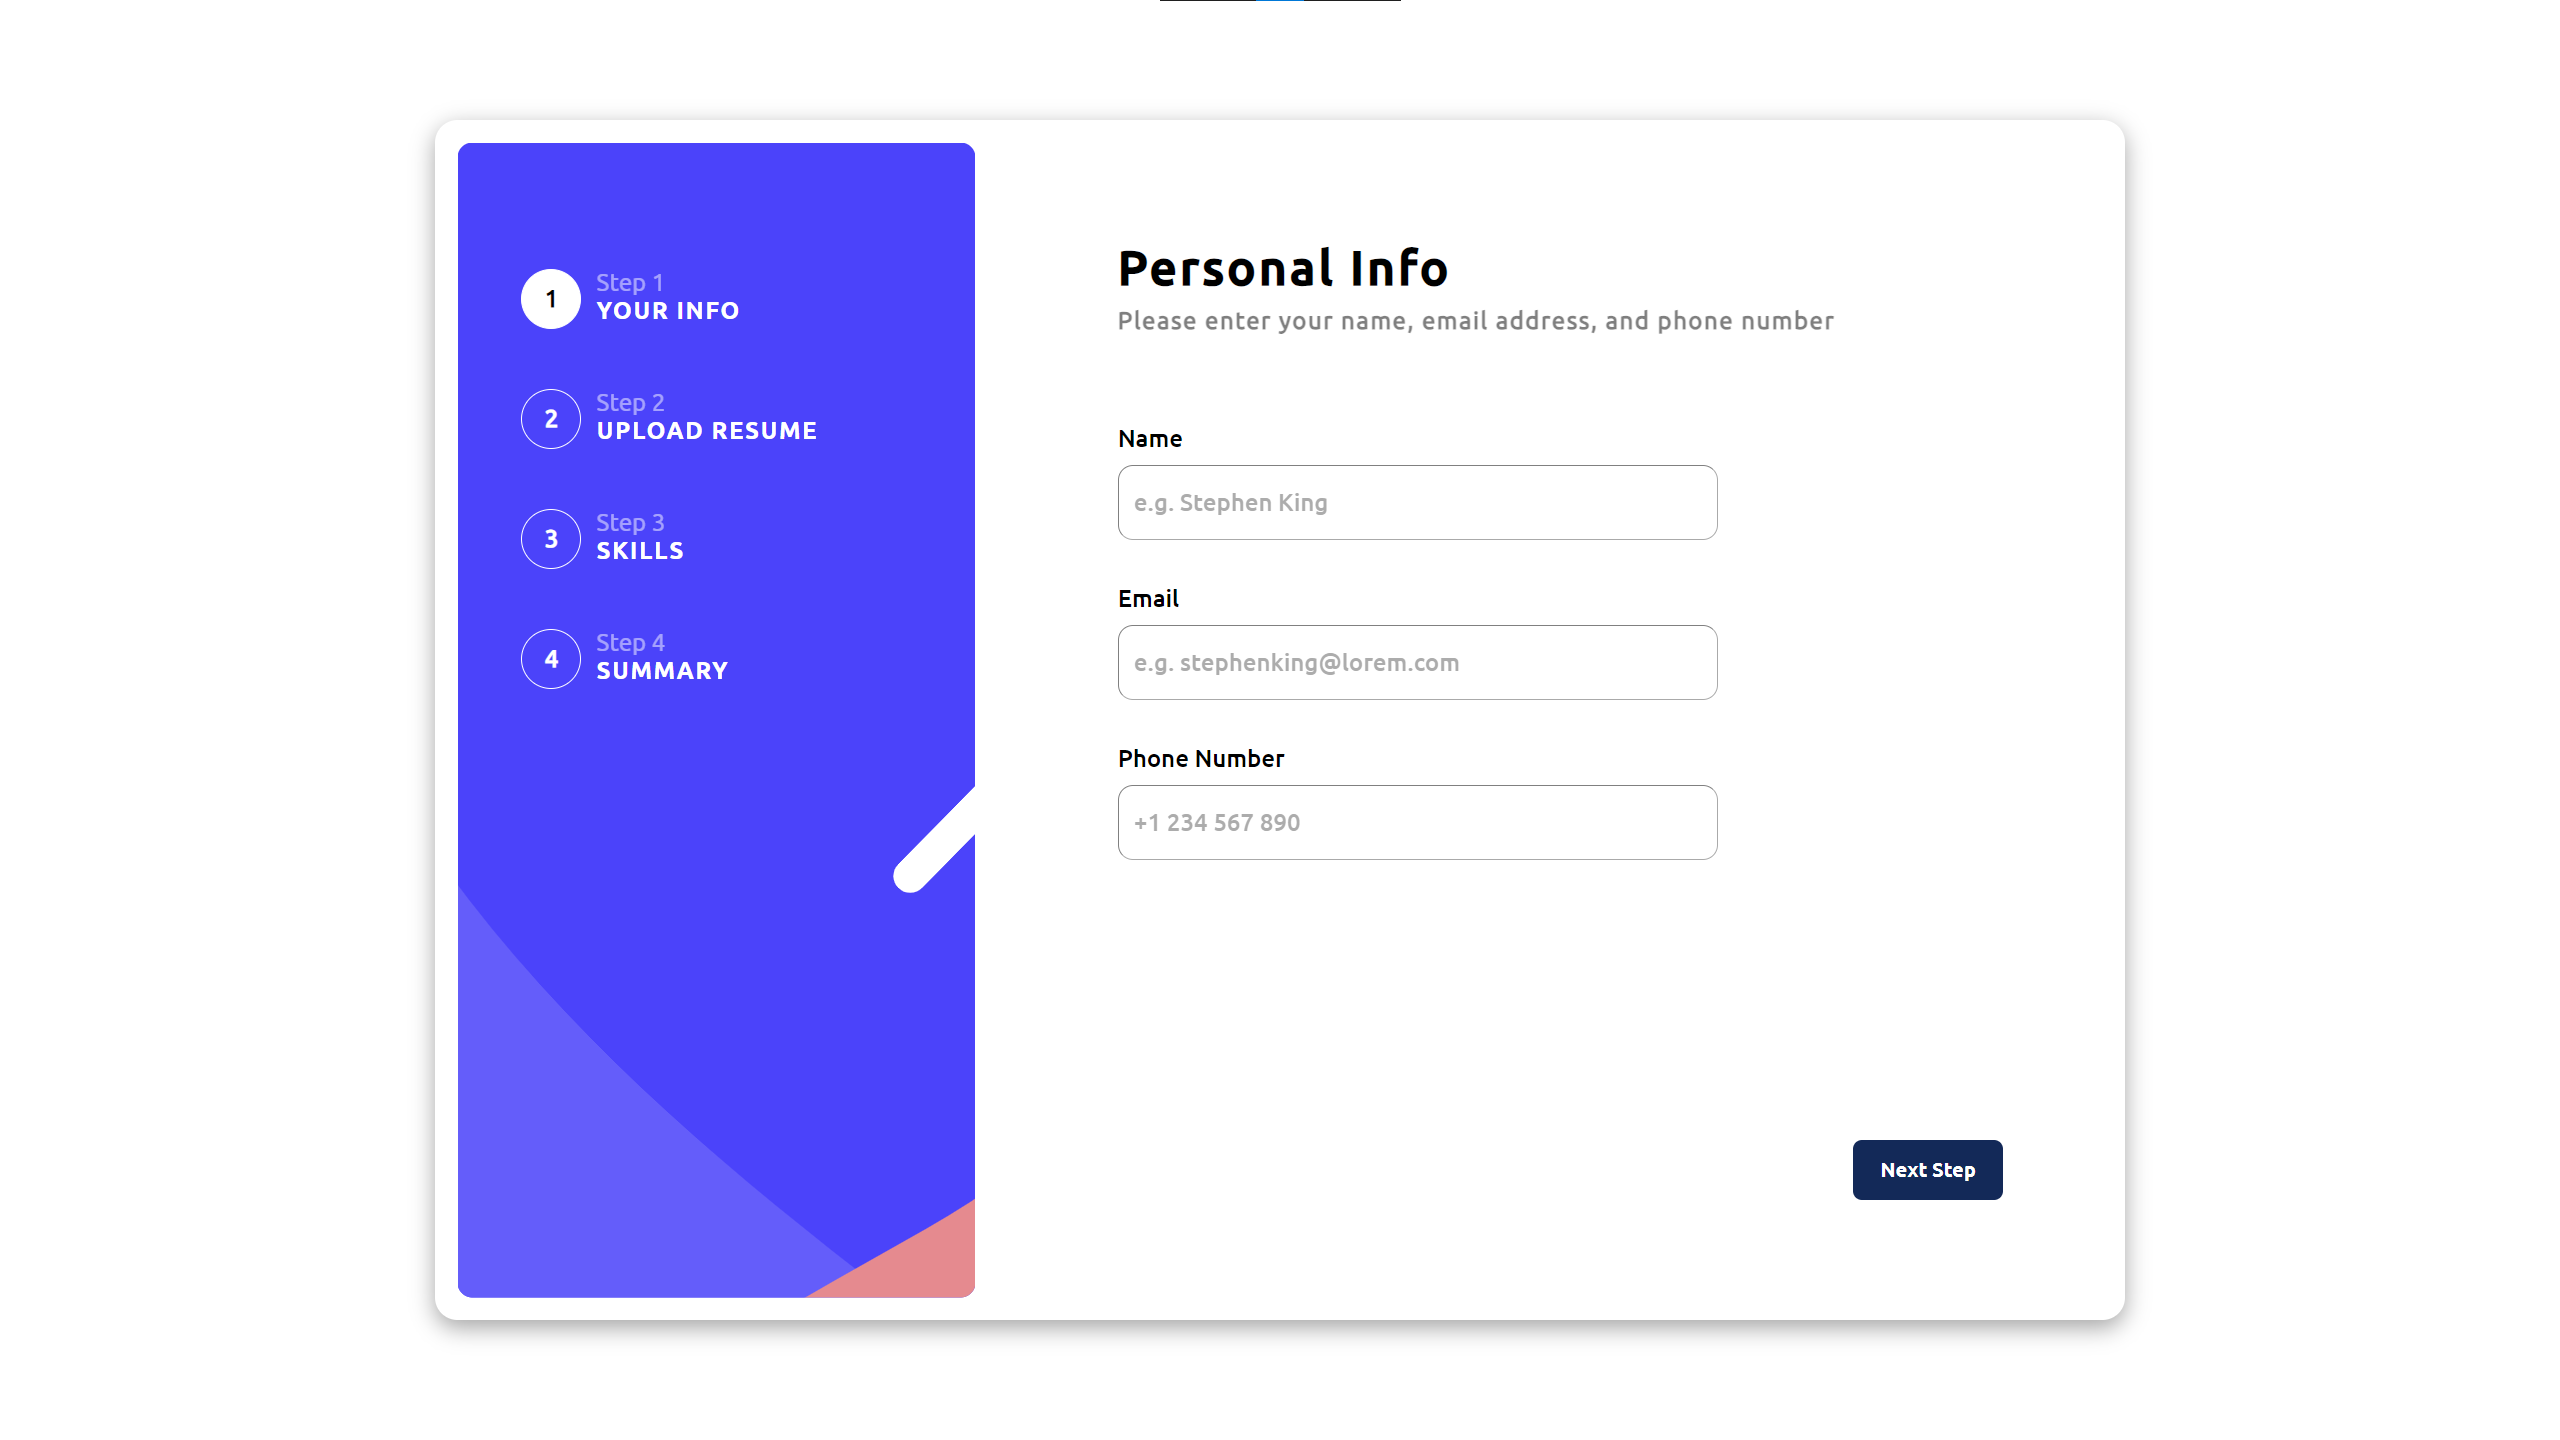 1
Step 1
YOUR INFO
2
Step 2
UPLOAD RESUME
3
Step 3
SKILLS
4
Step 4
SUMMARY
Personal Info
Please enter your name, email address, and phone number
Name
e.g. Stephen King
Email
e.g. stephenking@lorem.com
Phone Number
+1 234 567 890
Next Step